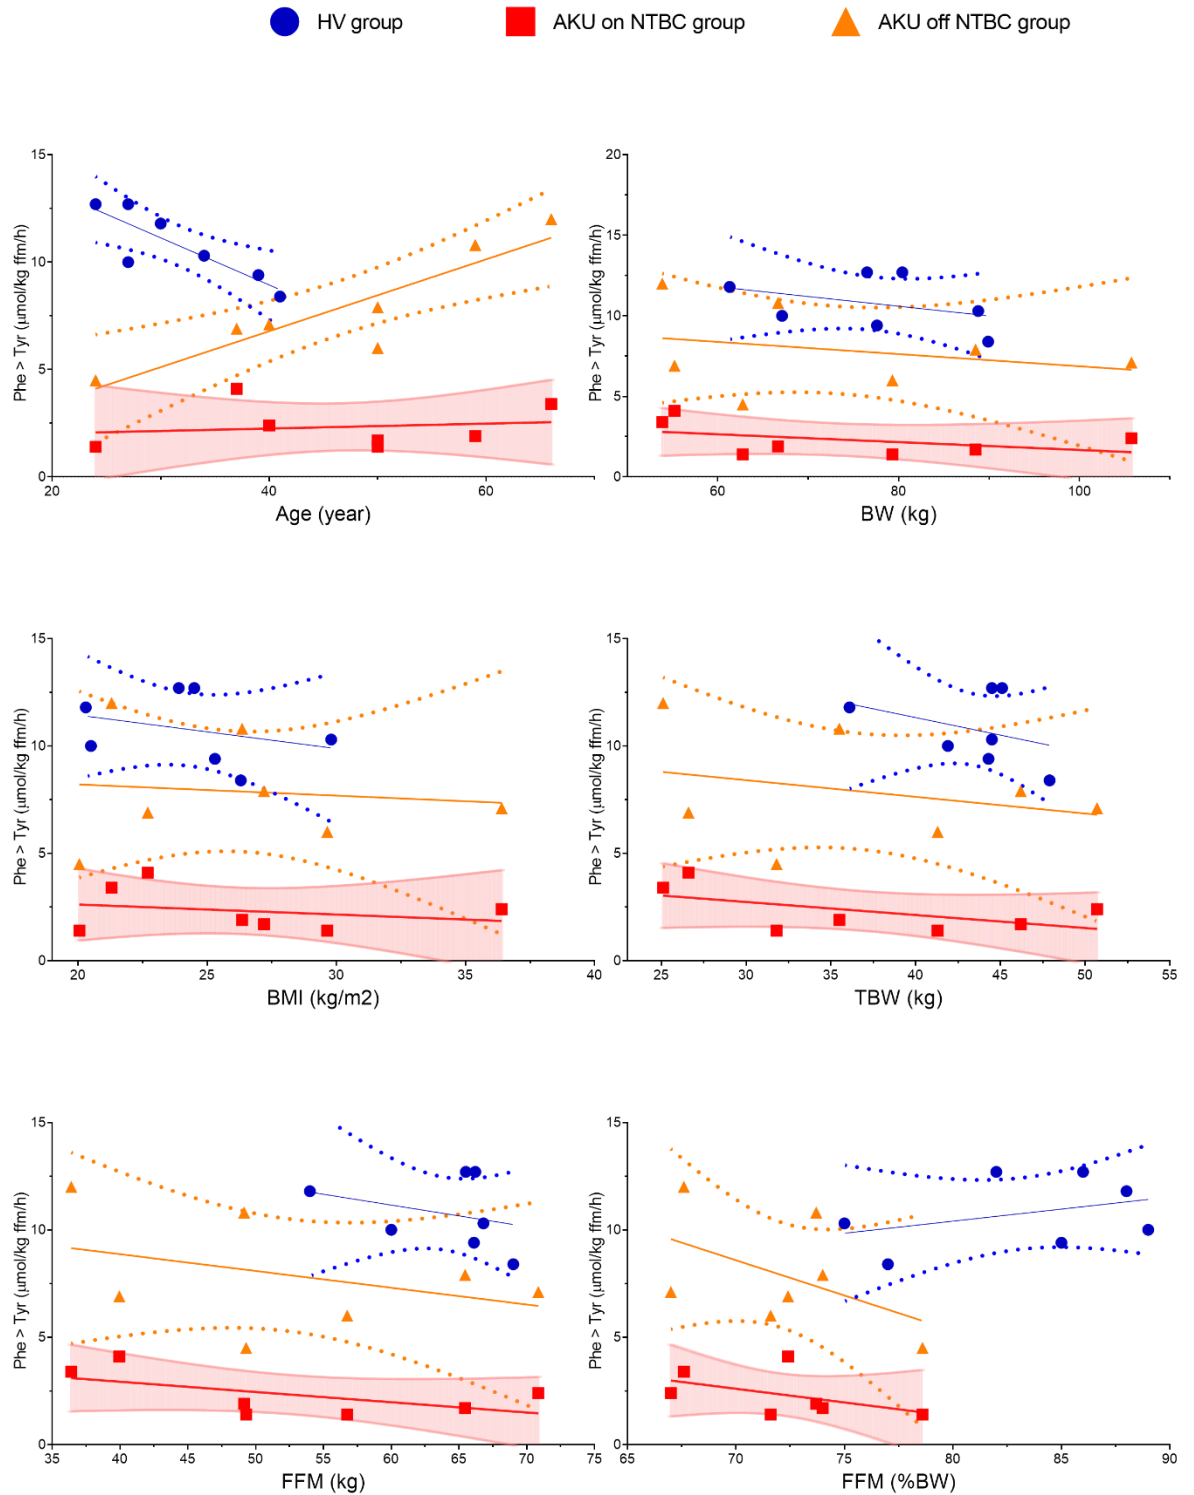 HV group AKU on NTBC group AKU off NTBC group
Phe > Tyr (µmol/kg ffm/h)
15
10
5
0
20 40 60
Age (year)
Phe > Tyr (µmol/kg ffm/h)
20
15
10
5
0
60 80 100
BW (kg)
Phe > Tyr (µmol/kg ffm/h)
15
10
5
0
20 25 30 35 40
BMI (kg/m2)
Phe > Tyr (µmol/kg ffm/h)
15
10
5
0
25 30 35 40 45 50 55
TBW (kg)
Phe > Tyr (µmol/kg ffm/h)
15
10
5
0
35 40 45 50 55 60 65 70 75
FFM (kg)
Phe > Tyr (µmol/kg ffm/h)
15
10
5
0
65 70 75 80 85 90
FFM (%BW)